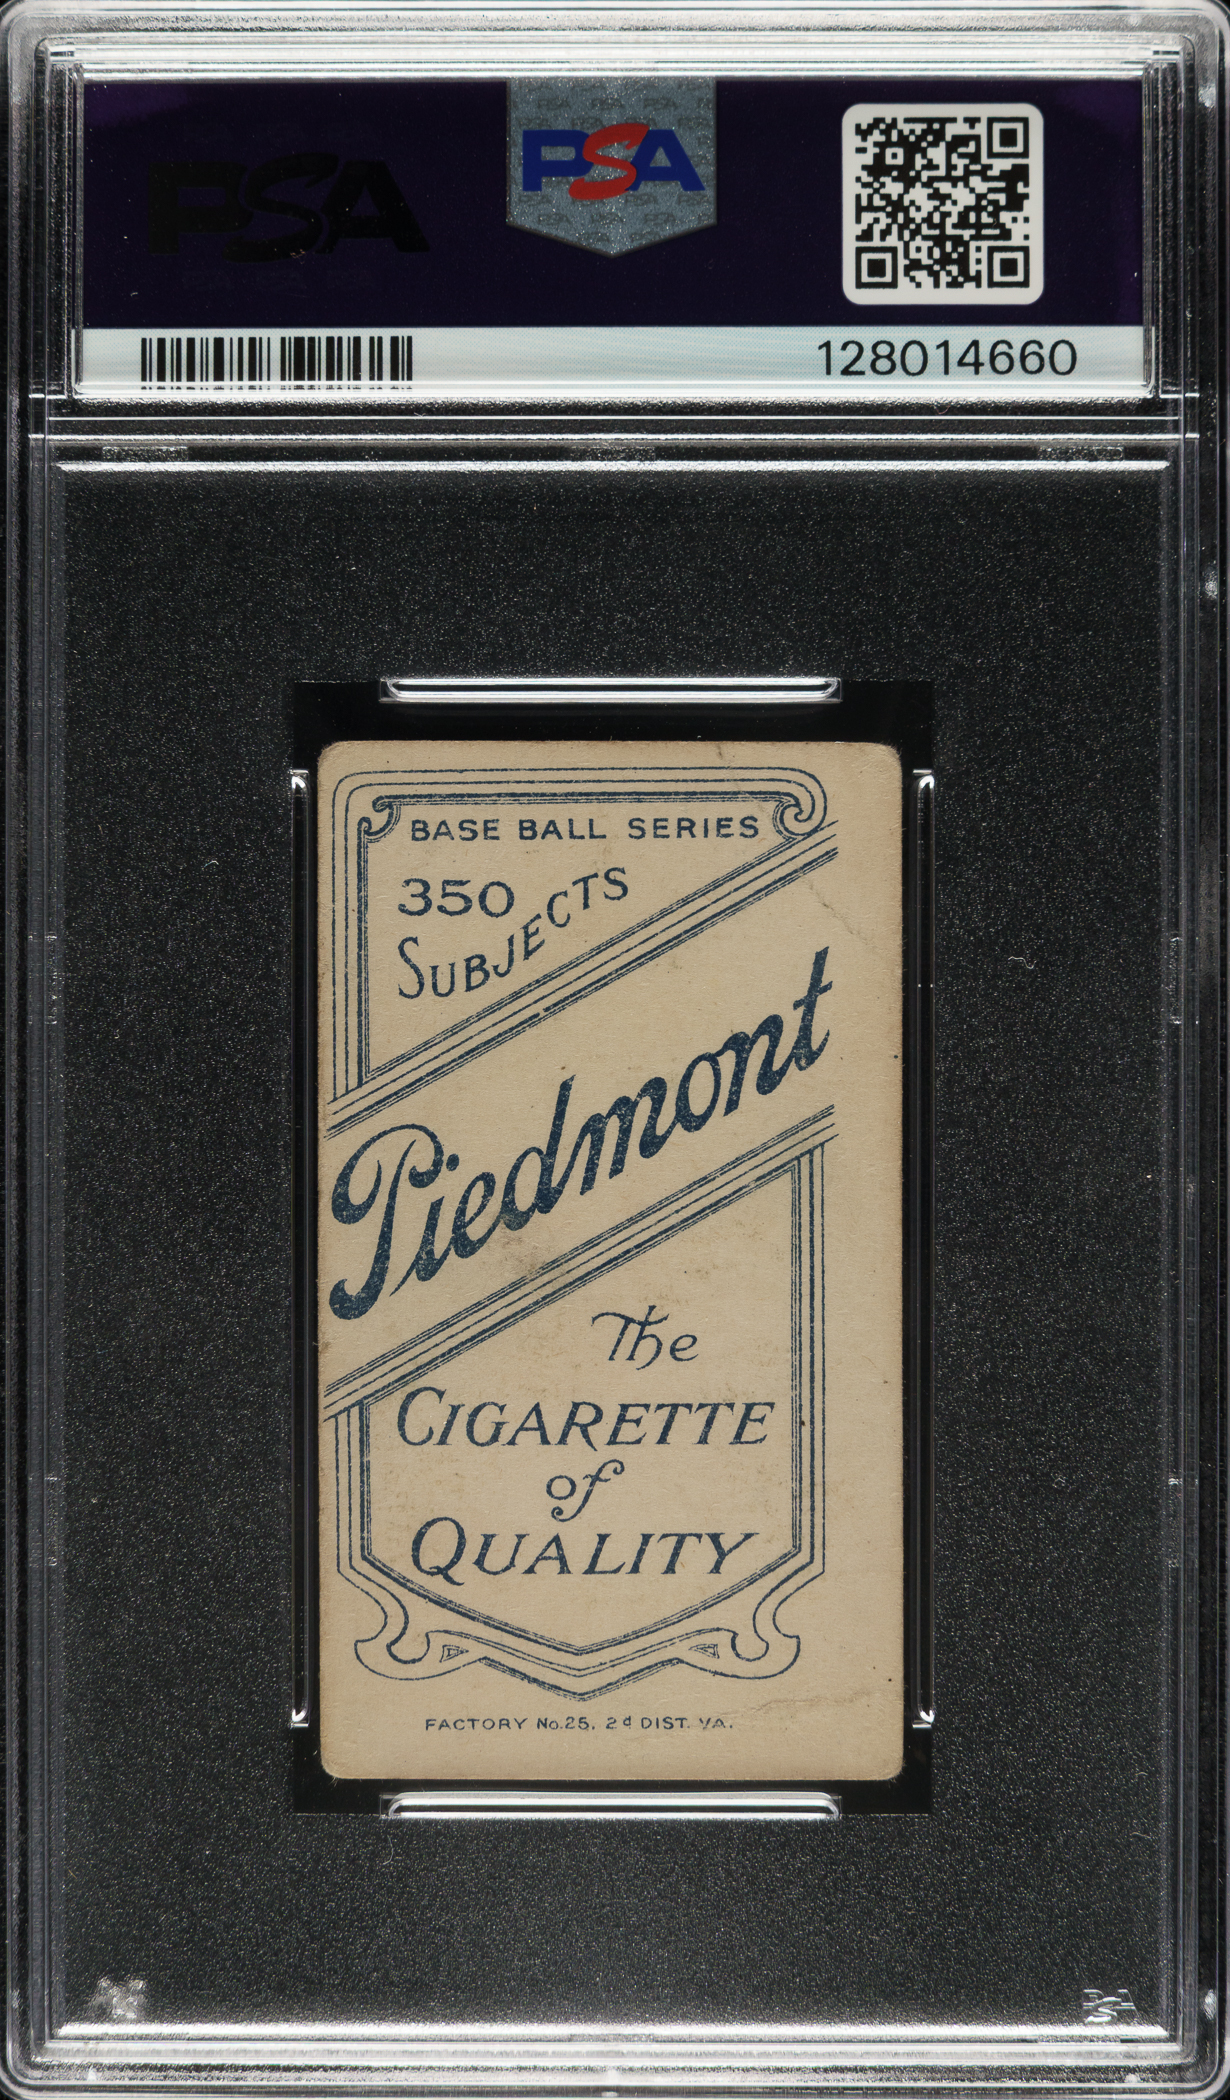 PSA
PSA
128014660
BASE BALL SERIES
350
SUBJECTS
Piedmont
The
CIGARETTE
of
QUALITY
FACTORY No. 25, 2d DIST. VA.
PSA